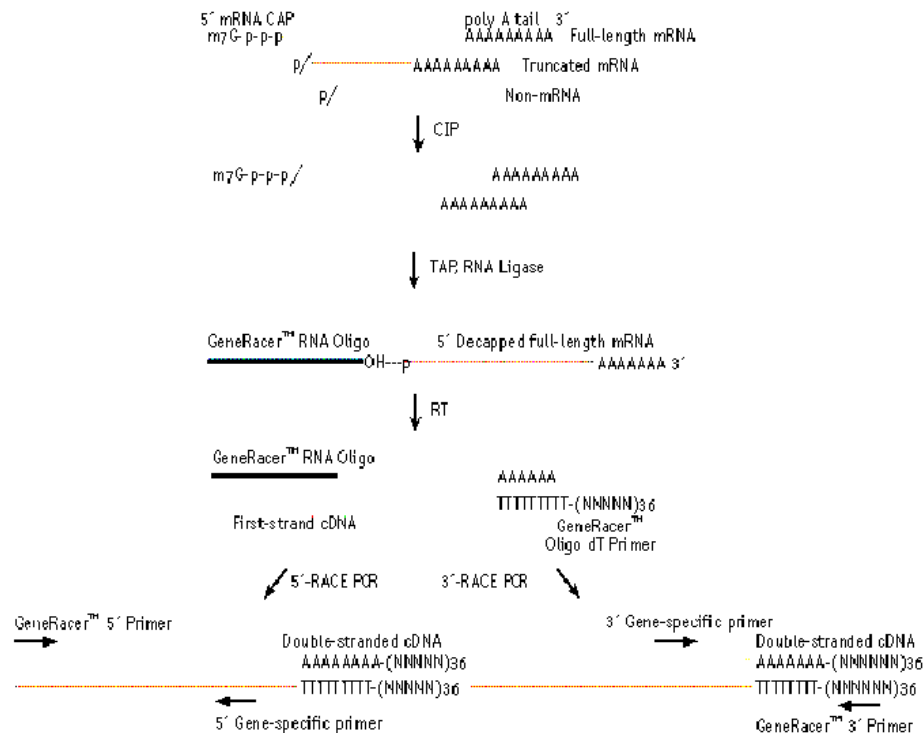 5´ mRNA CAP poly A tail 3´
m7G-p-p-p AAAAAAAAA Full-length mRNA
p/ AAAAAAAAA Truncated mRNA
p/ Non-mRNA
CIP
m7G-p-p-p/ AAAAAAAAA
AAAAAAAAA
TAP, RNA Ligase
GeneRacer™ RNA Oligo 5´ Decapped full-length mRNA
OH---p AAAAAAA 3´
RT
GeneRacer™ RNA Oligo
AAAAAA
TTTTTTTTT-(NNNNN)36
First-strand cDNA GeneRacer™
Oligo dT Primer
5´-RACE PCR 3´-RACE PCR
GeneRacer™ 5´ Primer 3´ Gene-specific primer
Double-stranded cDNA Double-stranded cDNA
AAAAAAAA-(NNNNNN)36 AAAAAAA-(NNNNNN)36
TTTTTTTTT-(NNNNNN)36 TTTTTTTT-(NNNNNN)36
5´ Gene-specific primer GeneRacer™ 3´ Primer